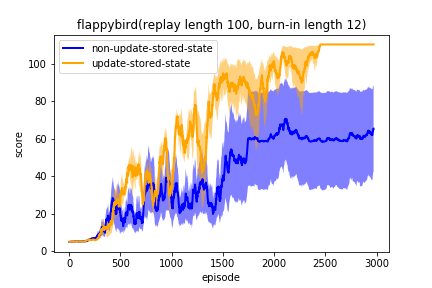 flappybird(replay length 100, burn-in length 12)
non-update-stored-state
update-stored-state
score
100
80
60
40
20
0
0 500 1000 1500 2000 2500 3000
episode